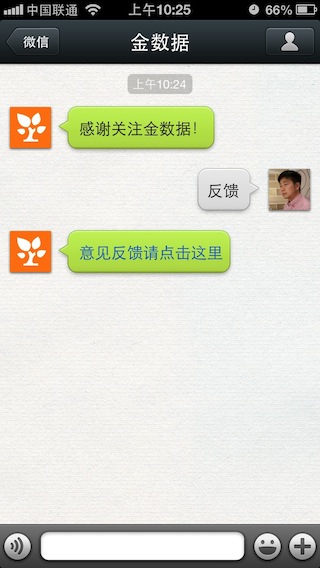 中国联通 上午10:25 66%
微信 金数据
上午10:24
感谢关注金数据！
反馈
意见反馈请点击这里